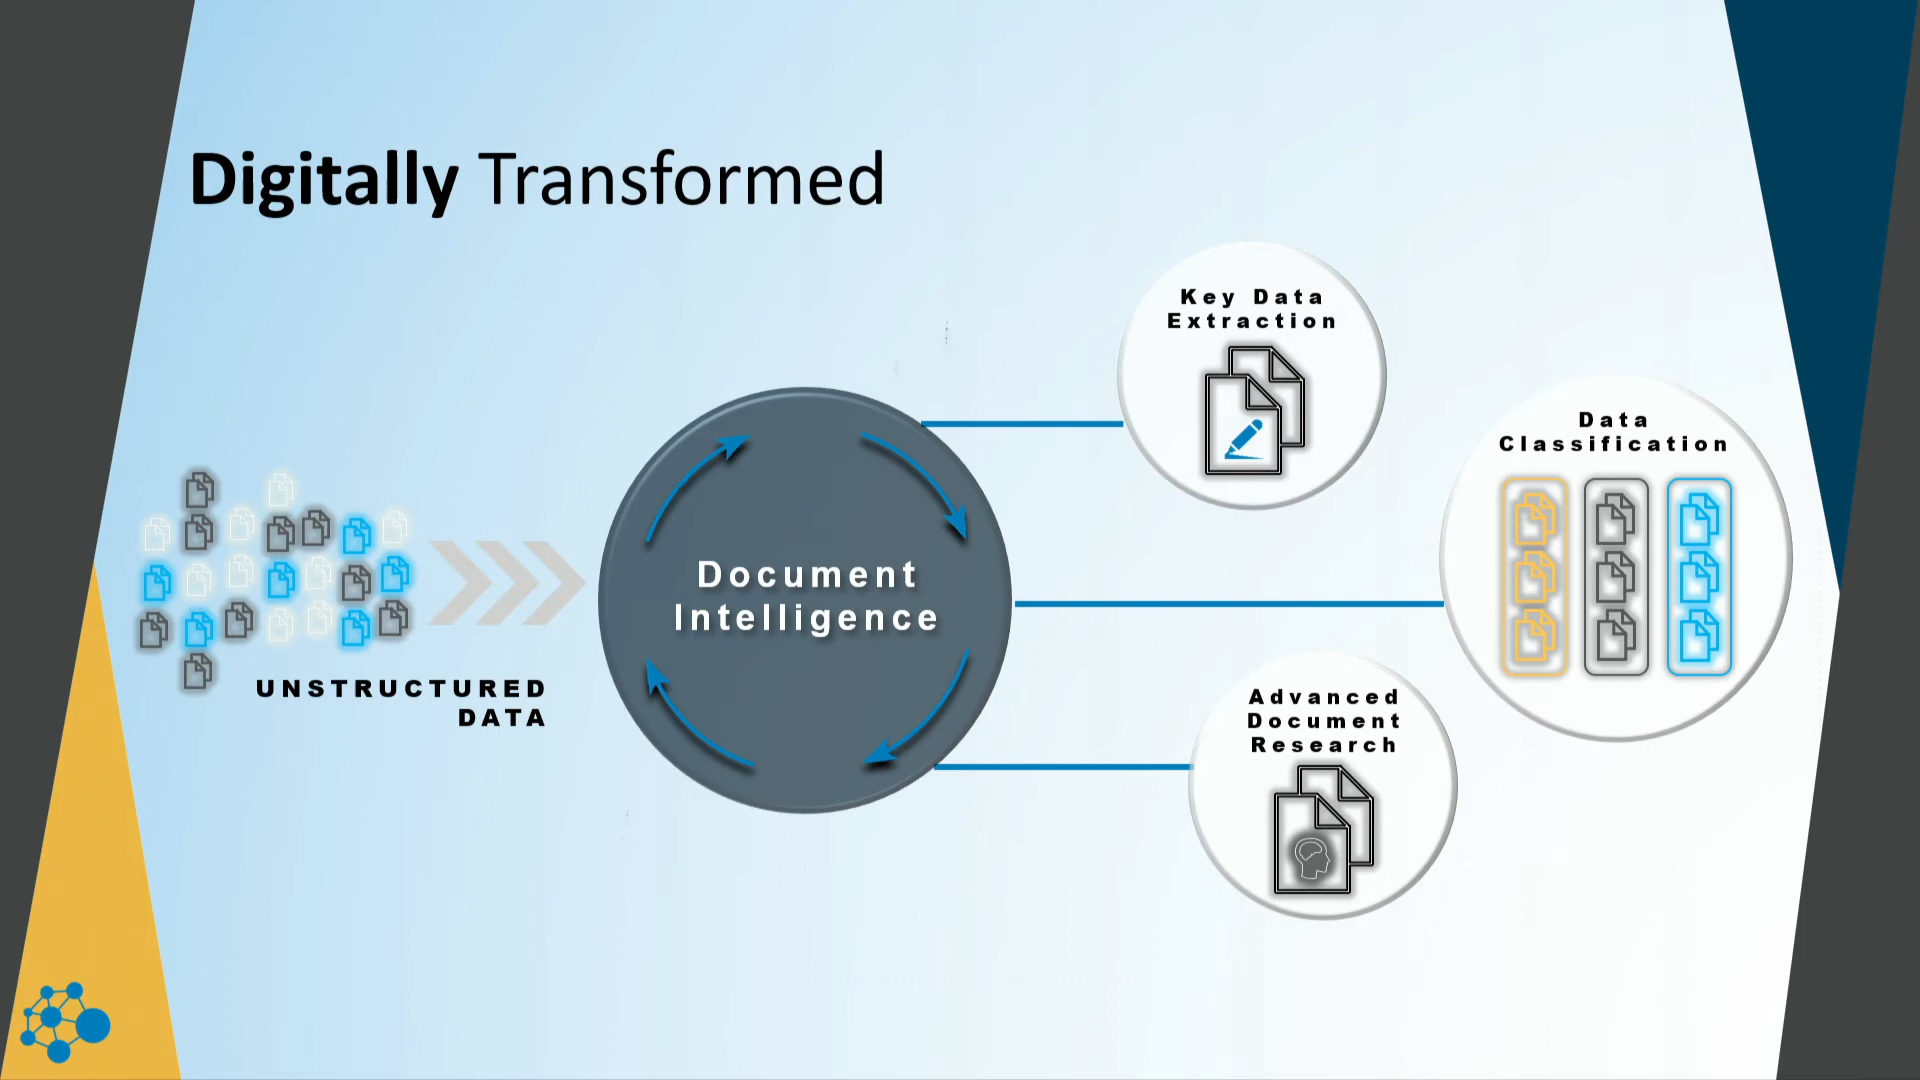 Digitally Transformed
Key Data
Extraction
Data
Classification
Document
Intelligence
UNSTRUCTURED
DATA
Advanced
Document
Research